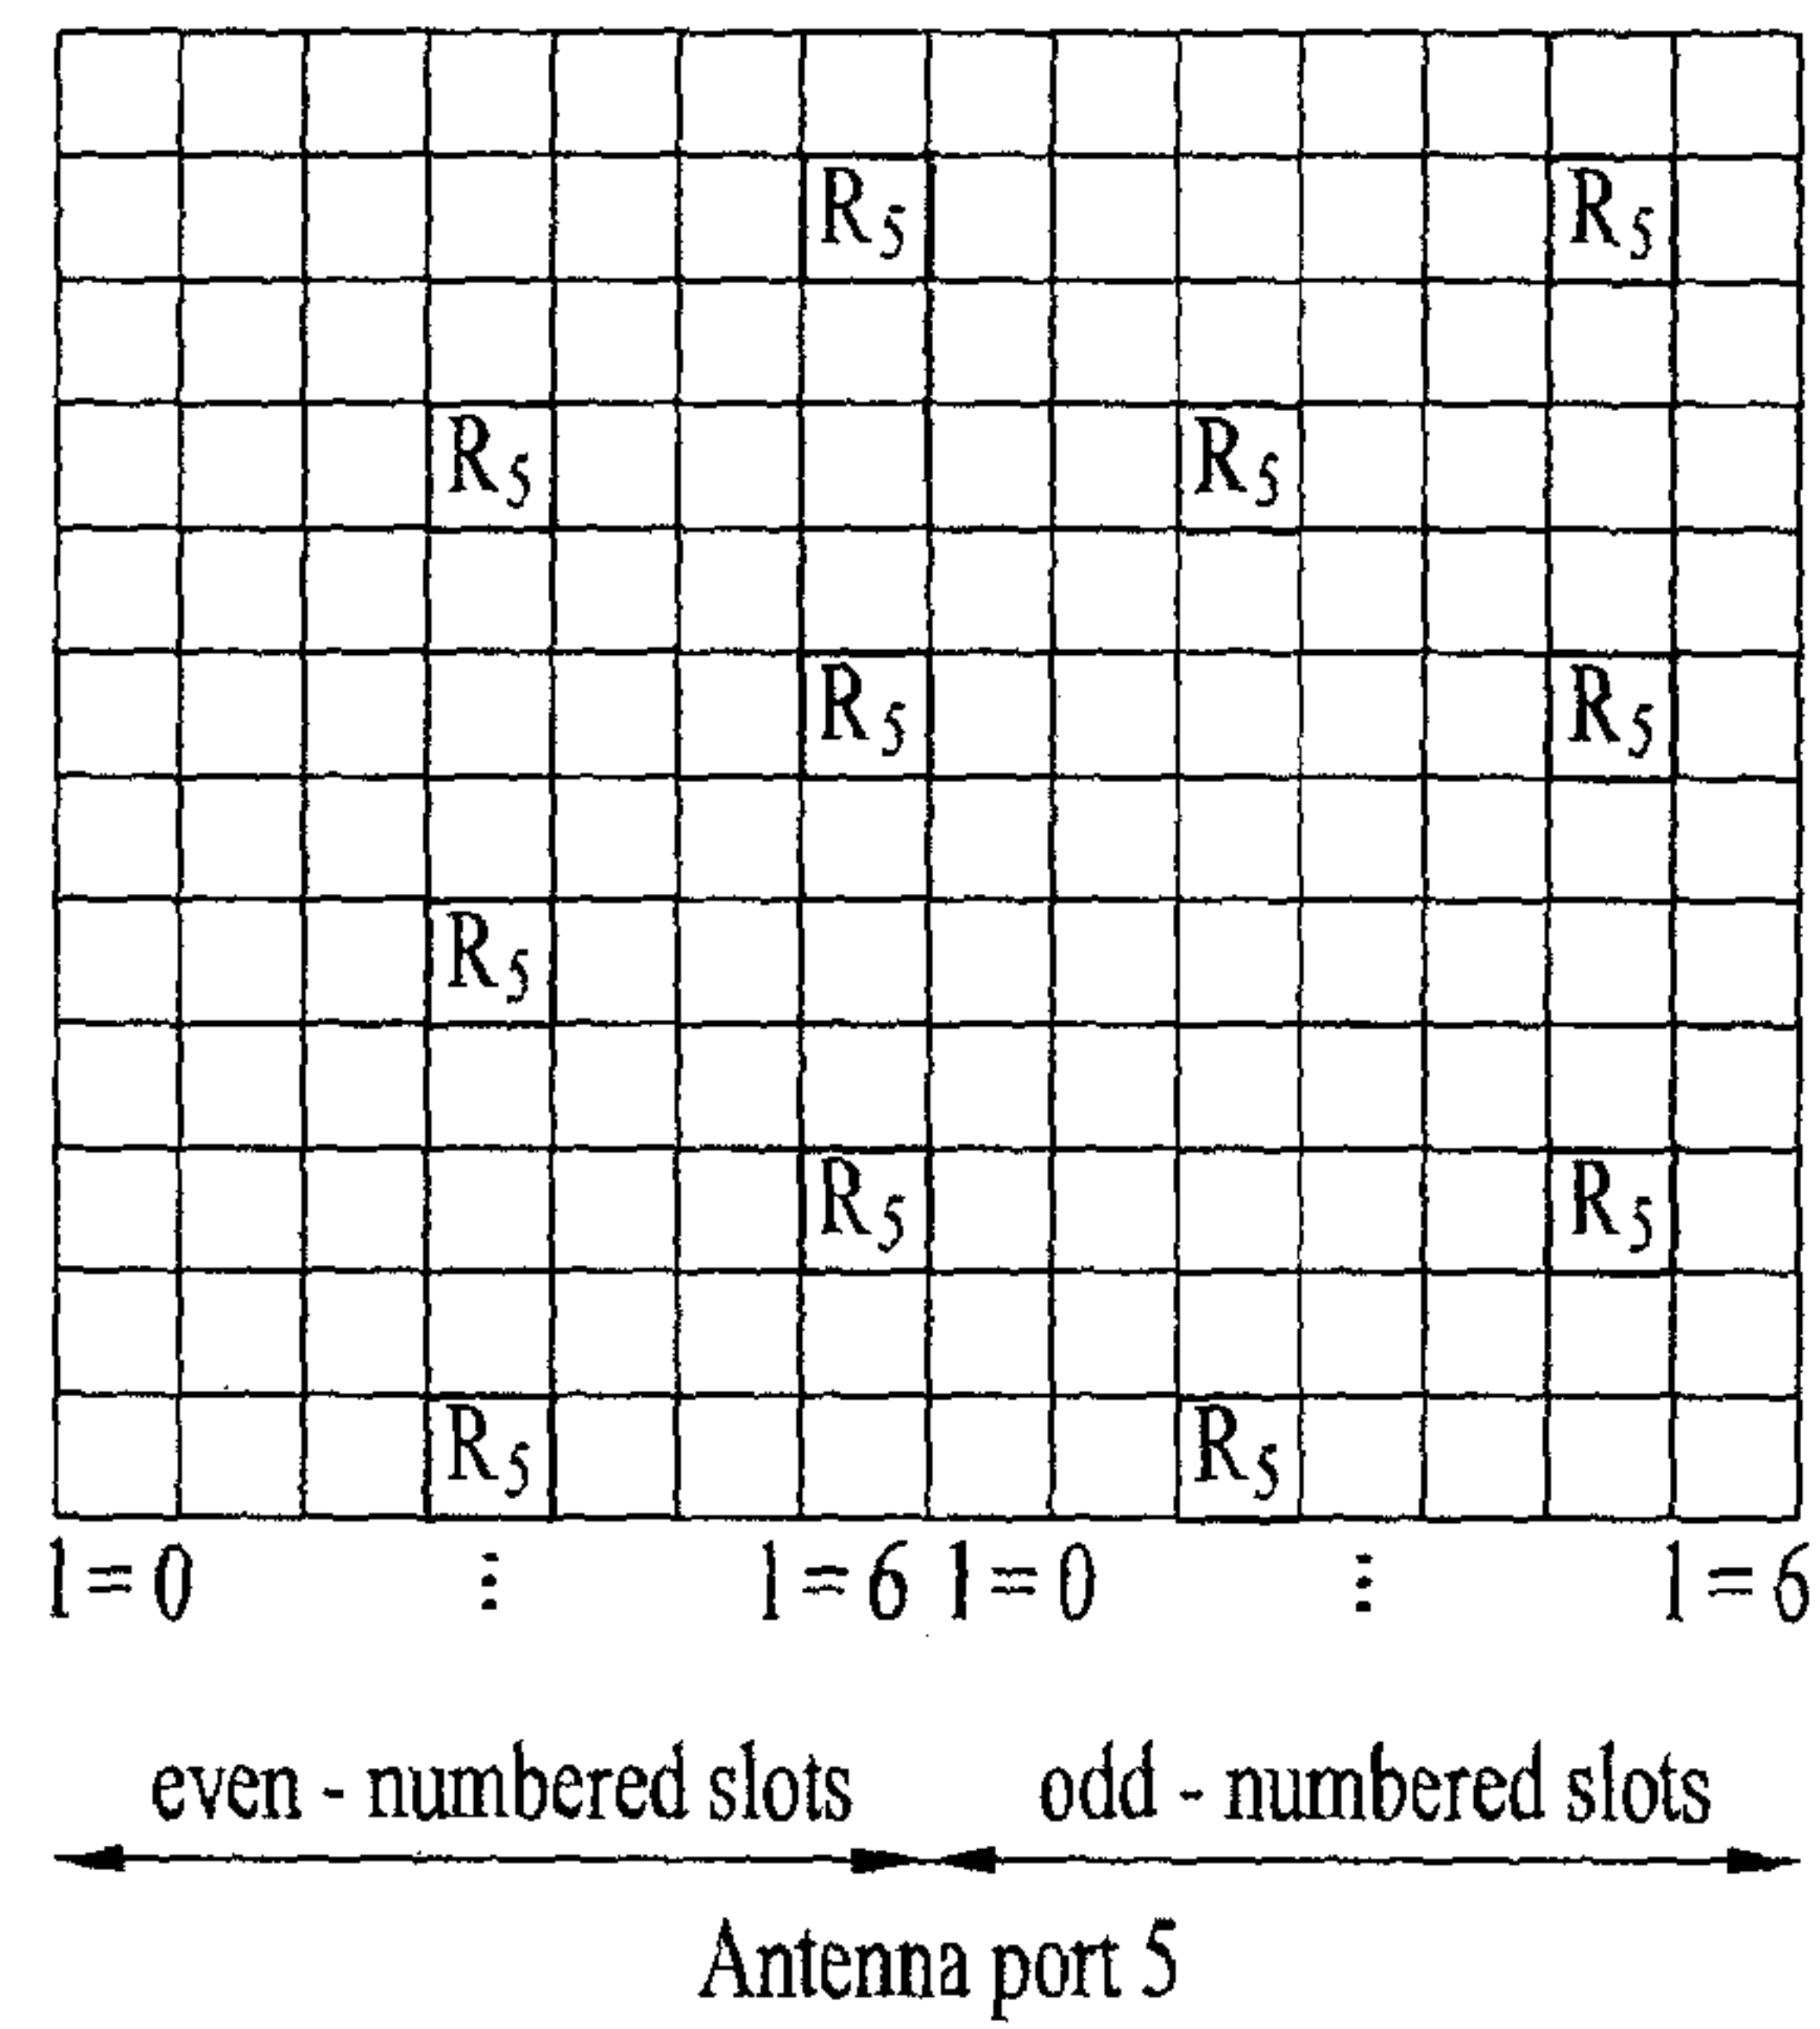 R5 R5
R5 R5
R5 R5
R5
R5 R5
R5 R5
l = 0 ⋮ l = 6 l = 0 ⋮ l = 6
even - numbered slots odd - numbered slots
Antenna port 5